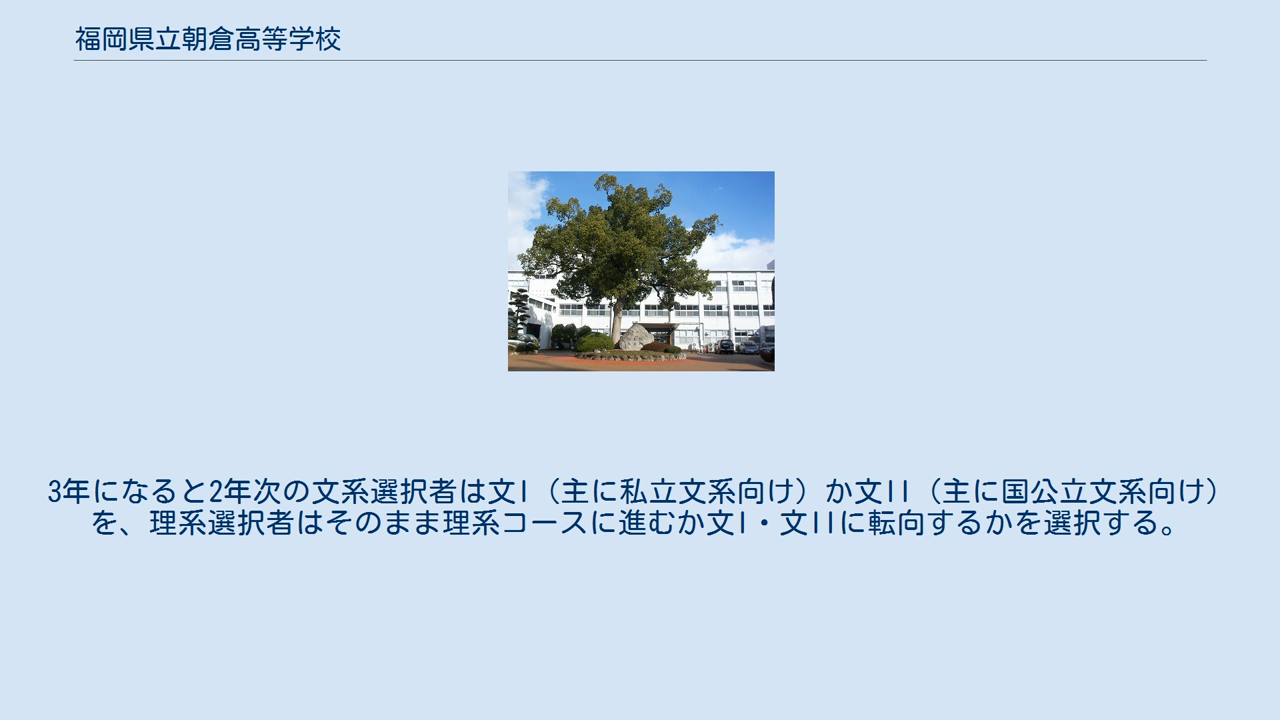 福岡県立朝倉高等学校
3年になると2年次の文系選択者は文I（主に私立文系向け）か文II（主に国公立文系向け）
を、理系選択者はそのまま理系コースに進むか文I・文IIに転向するかを選択する。